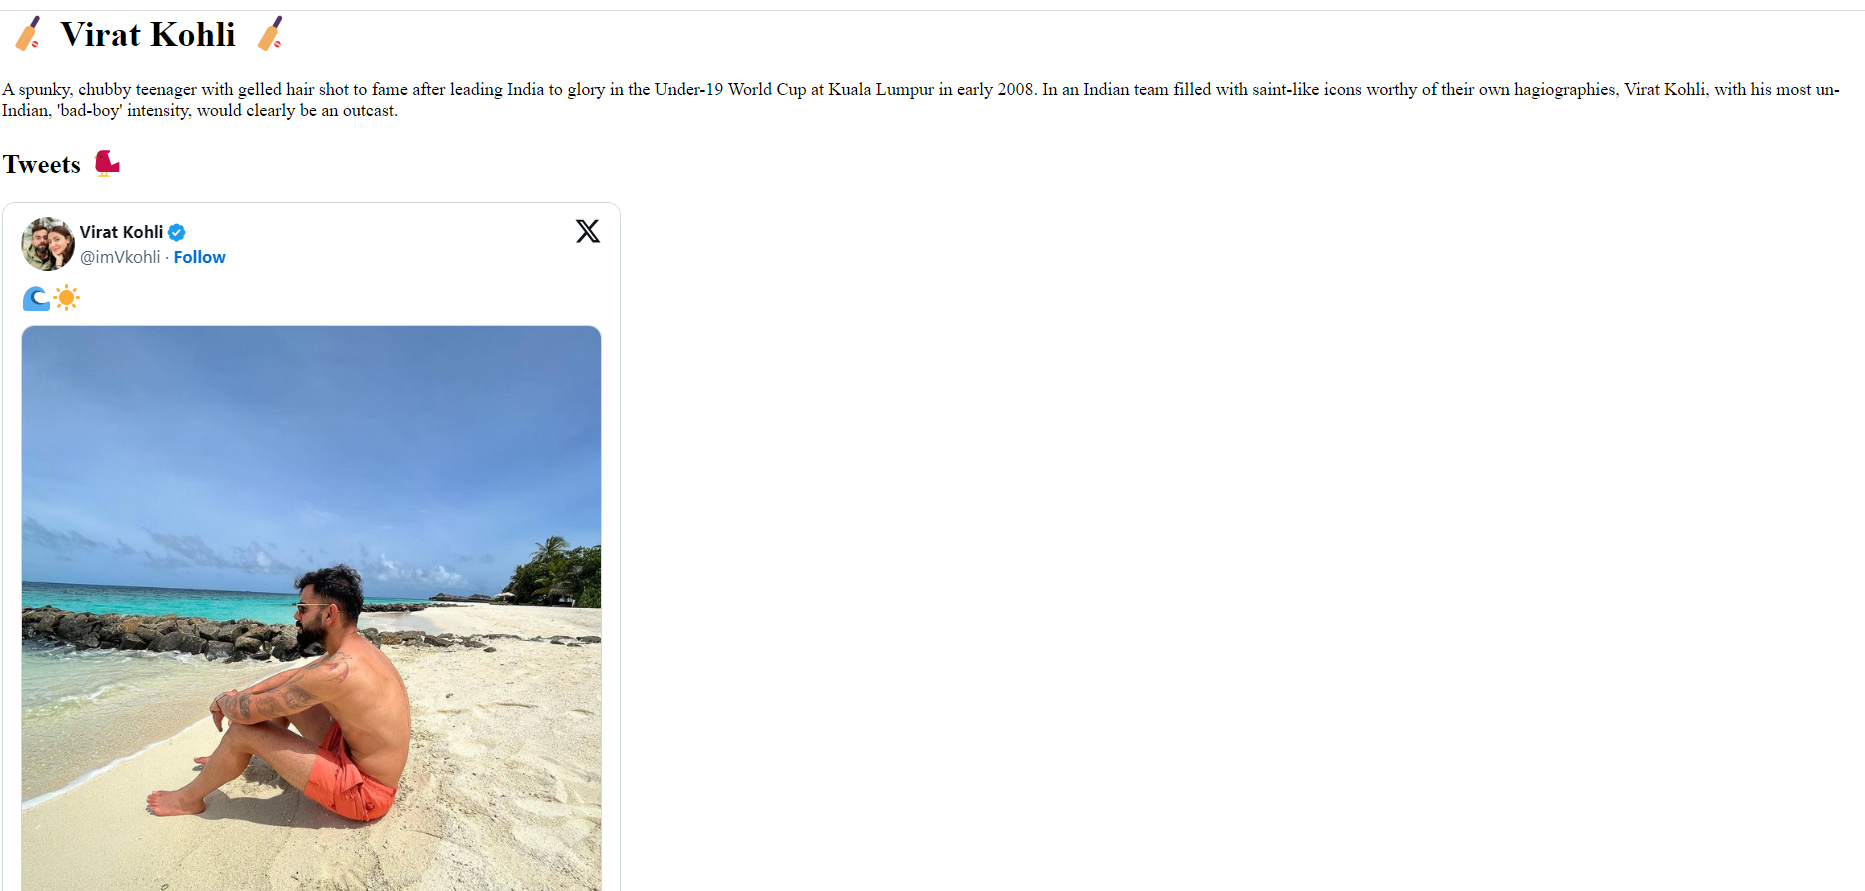 Virat Kohli
A spunky, chubby teenager with gelled hair shot to fame after leading India to glory in the Under-19 World Cup at Kuala Lumpur in early 2008. In an Indian team filled with saint-like icons worthy of their own hagiographies, Virat Kohli, with his most un-
Indian, 'bad-boy' intensity, would clearly be an outcast.
Tweets
Virat Kohli
@imVkohli · Follow